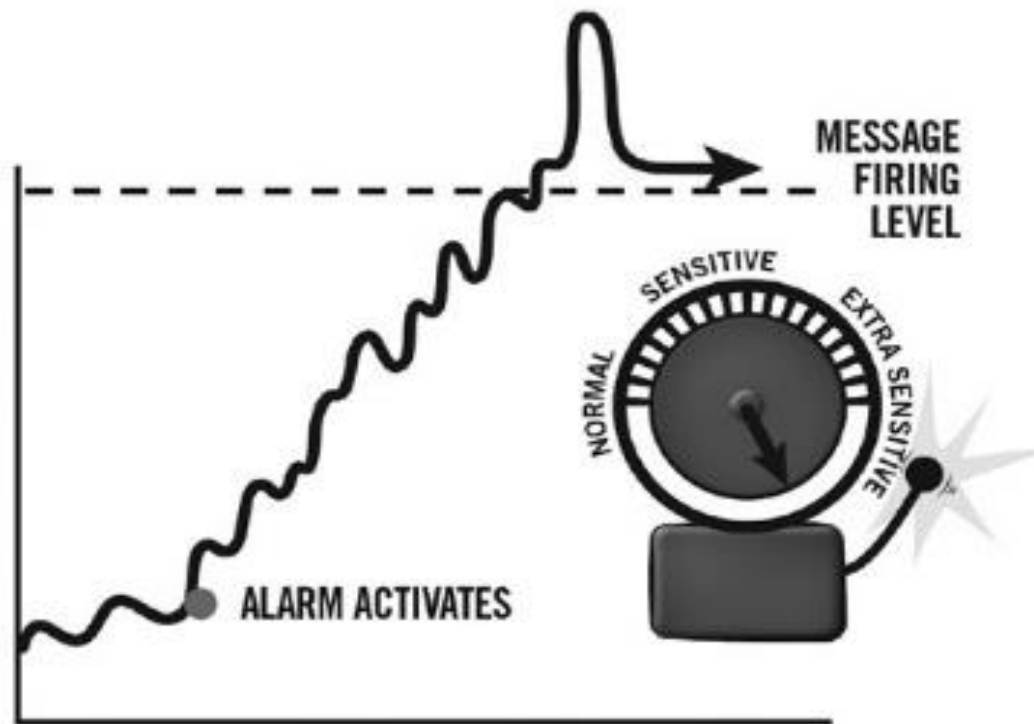 MESSAGE
FIRING
LEVEL
SENSITIVE
NORMAL
EXTRA SENSITIVE
ALARM ACTIVATES